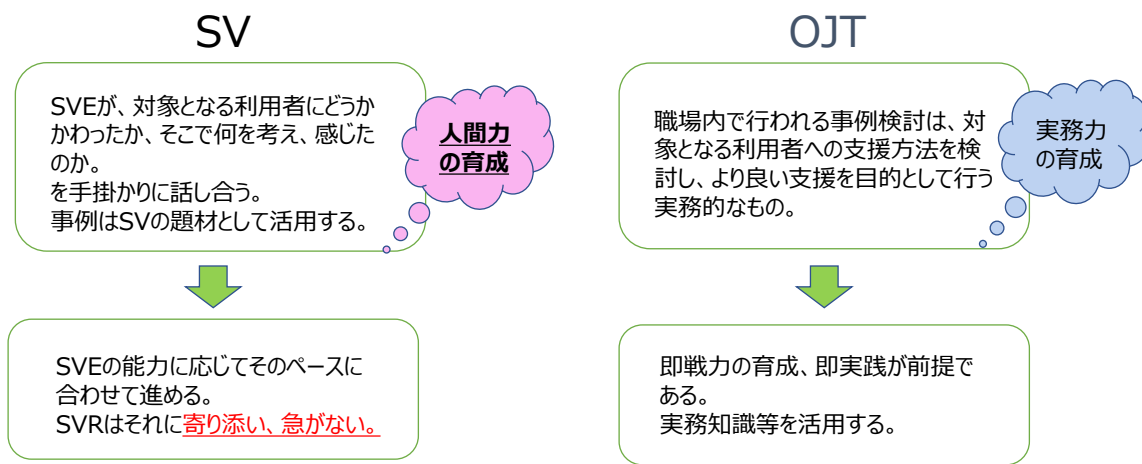 SV
SVEが、対象となる利用者にどうか
かわったか、そこで何を考え、感じた
のか。
を手掛かりに話し合う。
事例はSVの題材として活用する。
人間力
の育成
SVEの能力に応じてそのペースに
合わせて進める。
SVRはそれに寄り添い、急がない。
OJT
職場内で行われる事例検討は、対
象となる利用者への支援方法を検
討し、より良い支援を目的として行う
実務的なもの。
実務力
の育成
即戦力の育成、即実践が前提で
ある。
実務知識等を活用する。